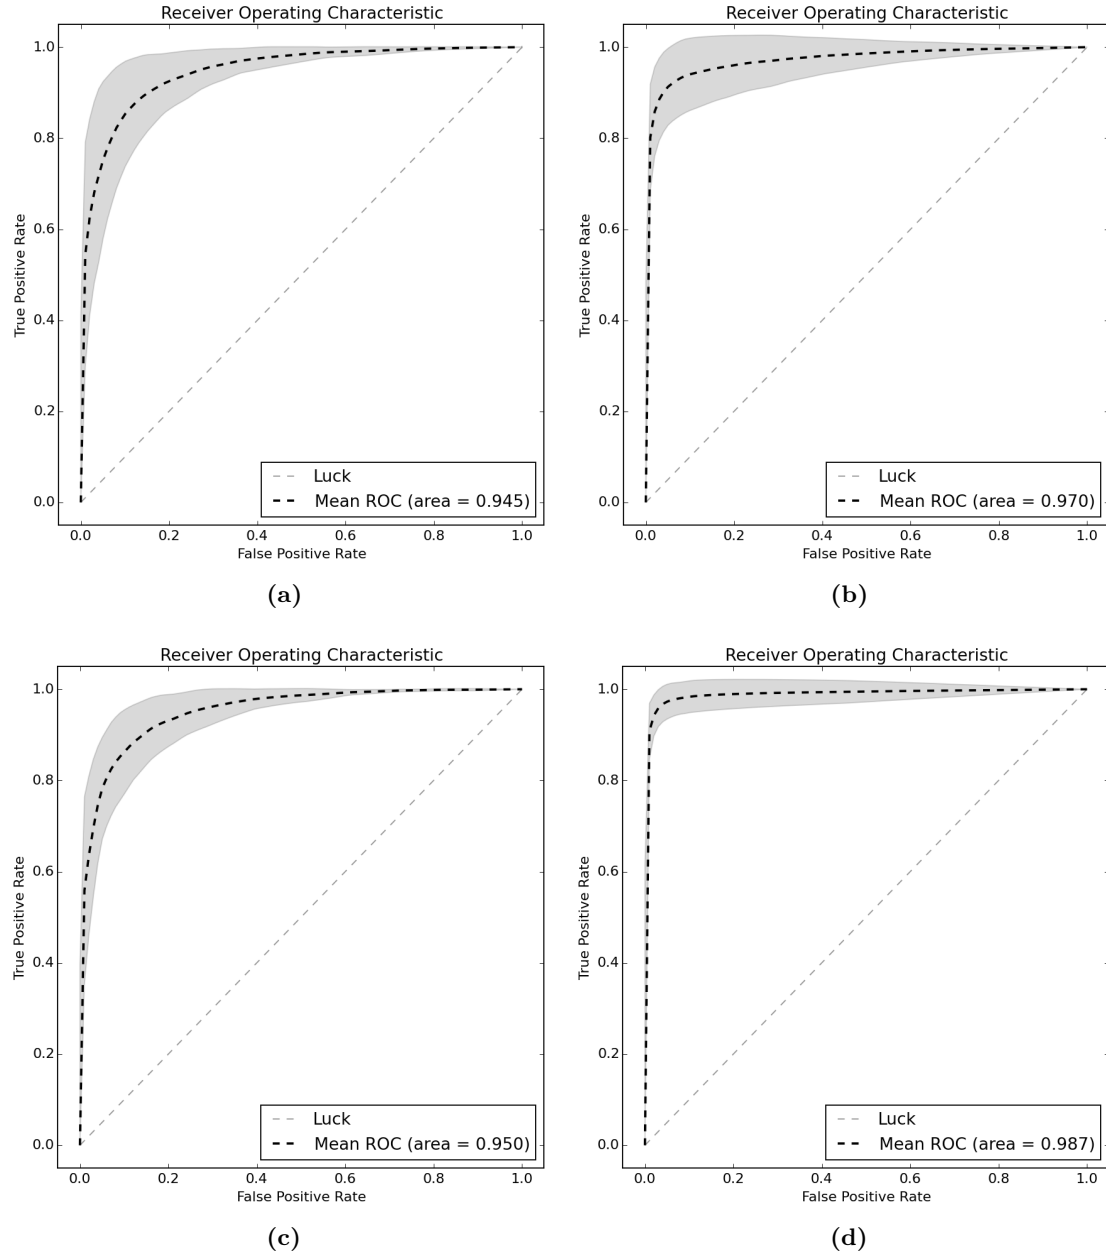 Receiver Operating Characteristic
1.0
0.8
0.6
0.4
0.2
0.0
True Positive Rate
Luck
Mean ROC (area = 0.945)
0.0 0.2 0.4 0.6 0.8 1.0
False Positive Rate
(a)
Receiver Operating Characteristic
1.0
0.8
0.6
0.4
0.2
0.0
True Positive Rate
Luck
Mean ROC (area = 0.970)
0.0 0.2 0.4 0.6 0.8 1.0
False Positive Rate
(b)
Receiver Operating Characteristic
1.0
0.8
0.6
0.4
0.2
0.0
True Positive Rate
Luck
Mean ROC (area = 0.950)
0.0 0.2 0.4 0.6 0.8 1.0
False Positive Rate
(c)
Receiver Operating Characteristic
1.0
0.8
0.6
0.4
0.2
0.0
True Positive Rate
Luck
Mean ROC (area = 0.987)
0.0 0.2 0.4 0.6 0.8 1.0
False Positive Rate
(d)